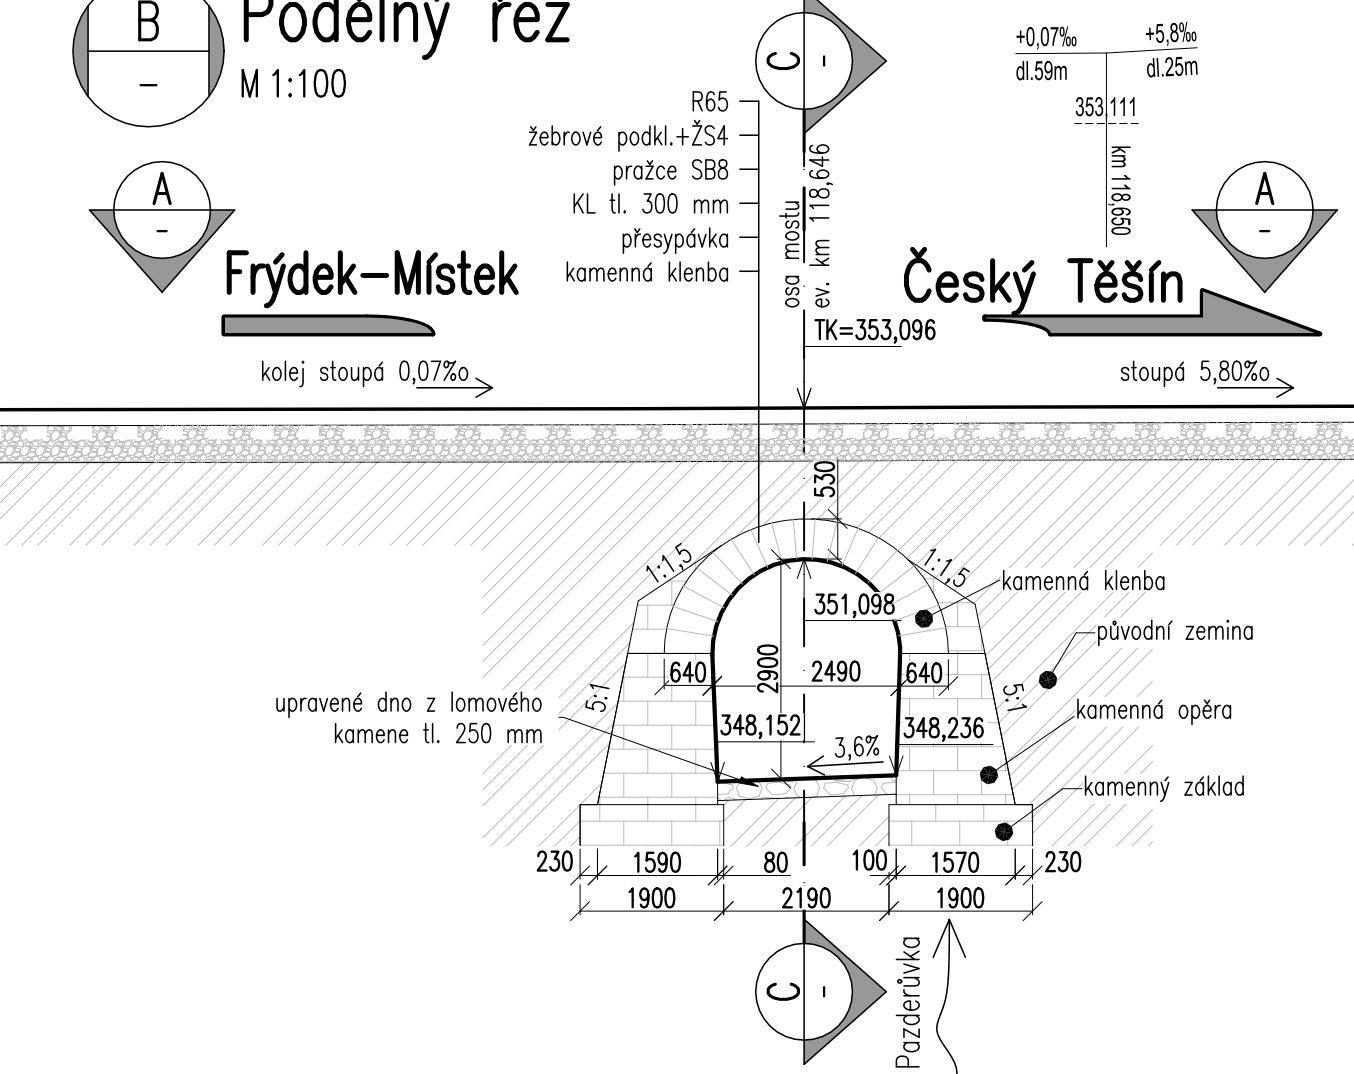 B
–
Podélný řez
M 1:100
C
–
+0,07‰
+5,8‰
dl.59m
dl.25m
353,111
km 118,650
R65
žebrové podkl.+ŽS4
pražce SB8
KL tl. 300 mm
přesypávka
kamenná klenba
osa mostu
ev. km 118,646
A
–
A
–
Frýdek–Místek
Český Těšín
TK=353,096
kolej stoupá 0,07%o
stoupá 5,80%o
530
1:1,5
1:1,5
kamenná klenba
351,098
původní zemina
640
2900
2490
640
5:1
5:1
upravené dno z lomového
kamene tl. 250 mm
348,152
348,236
kamenná opěra
3,6%
kamenný základ
230
1590
80
100
1570
230
1900
2190
1900
C
–
Pazderůvka